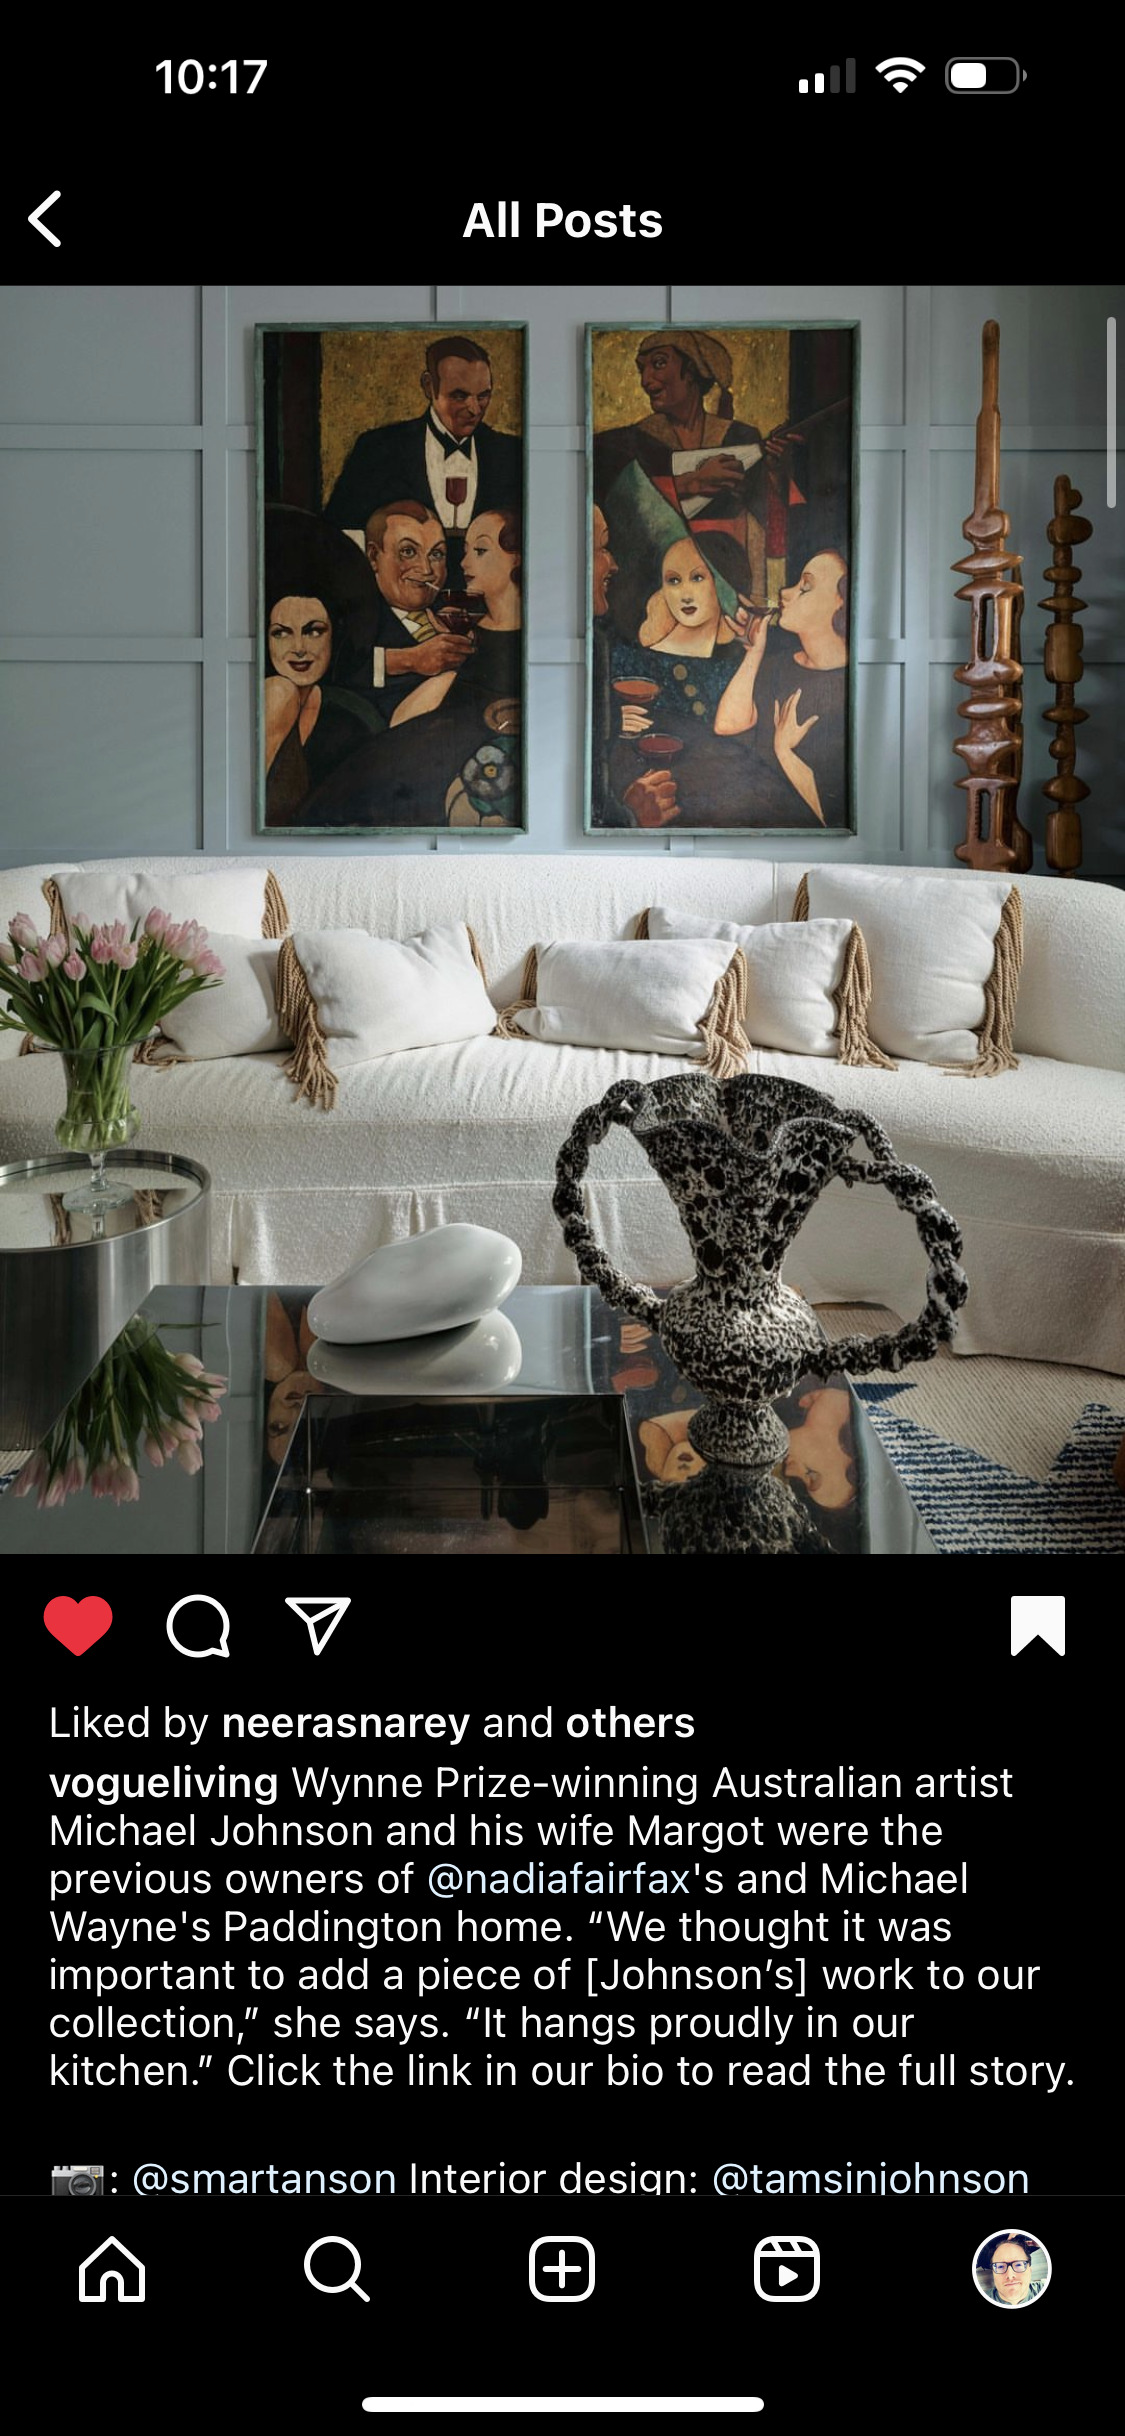 10:17
All Posts
Liked by neerasnarey and others
vogueliving Wynne Prize-winning Australian artist
Michael Johnson and his wife Margot were the
previous owners of @nadiafairfax's and Michael
Wayne's Paddington home. “We thought it was
important to add a piece of [Johnson’s] work to our
collection,” she says. “It hangs proudly in our
kitchen.” Click the link in our bio to read the full story.
📷: @smartanson Interior design: @tamsinjohnson